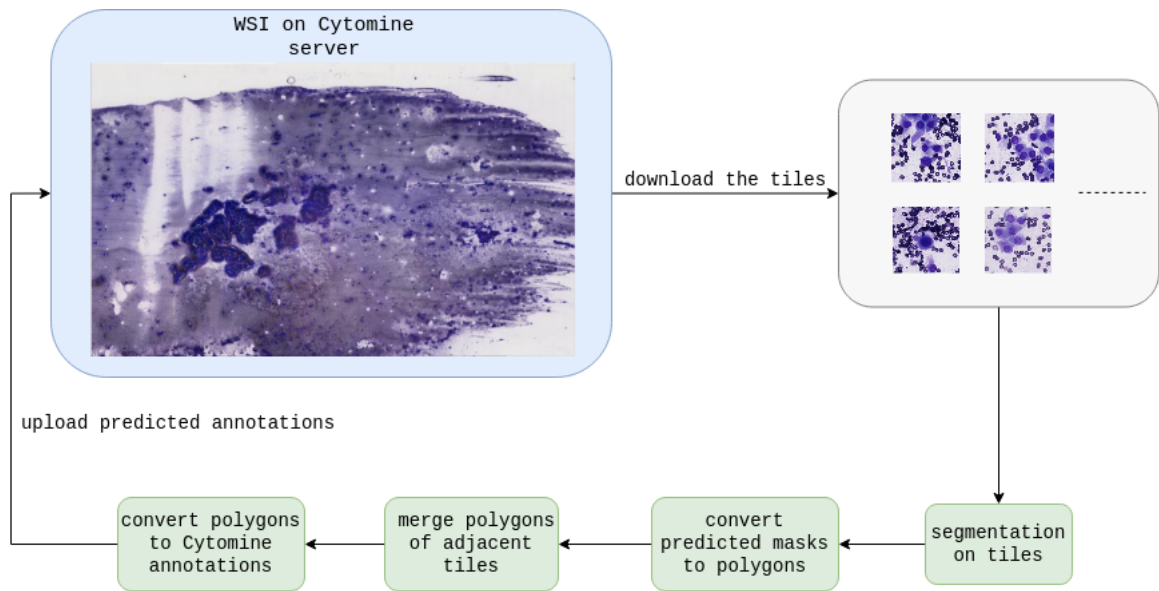 WSI on Cytomine
server
download the tiles
upload predicted annotations
convert polygons
to Cytomine
annotations
merge polygons
of adjacent
tiles
convert
predicted masks
to polygons
segmentation
on tiles